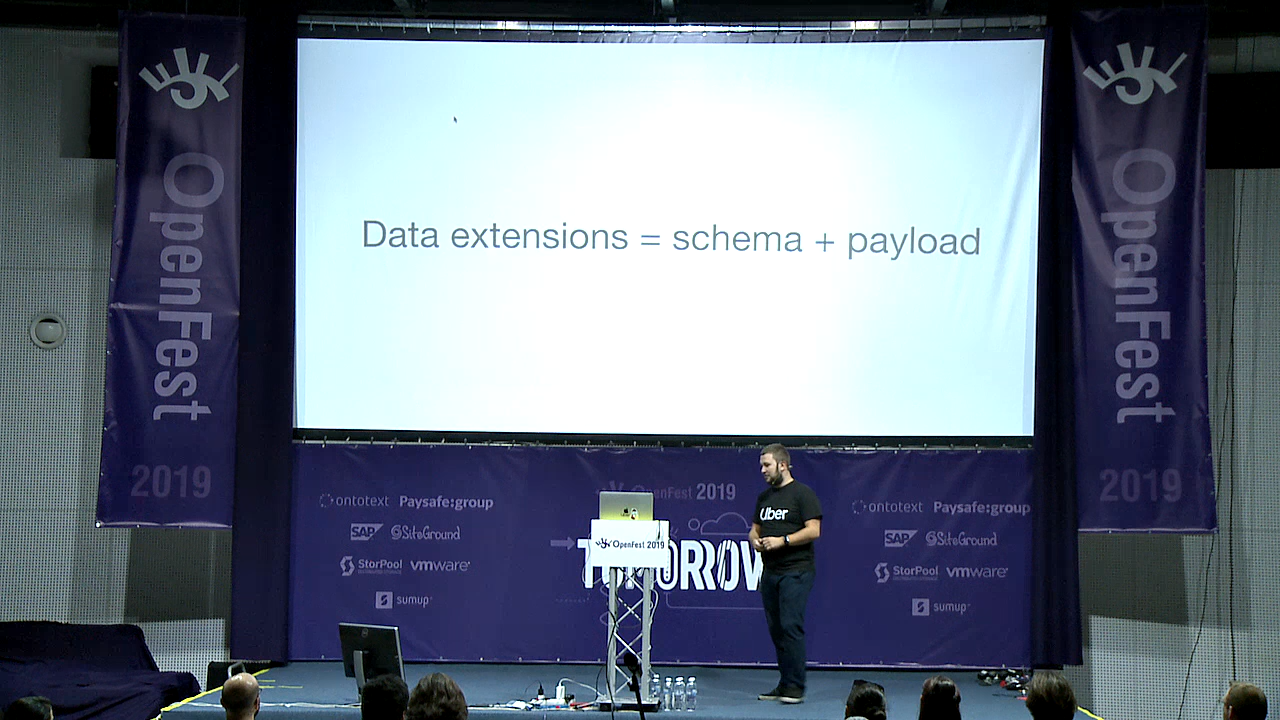 Data extensions = schema + payload
OpenFest
2019
OpenFest
2019
OpenFest 2019
ontotext Paysafe:group
SAP SiteGround
StorPool vmware
sumup
ontotext Paysafe:group
SAP SiteGround
StorPool vmware
sumup
OpenFest 2019
Uber